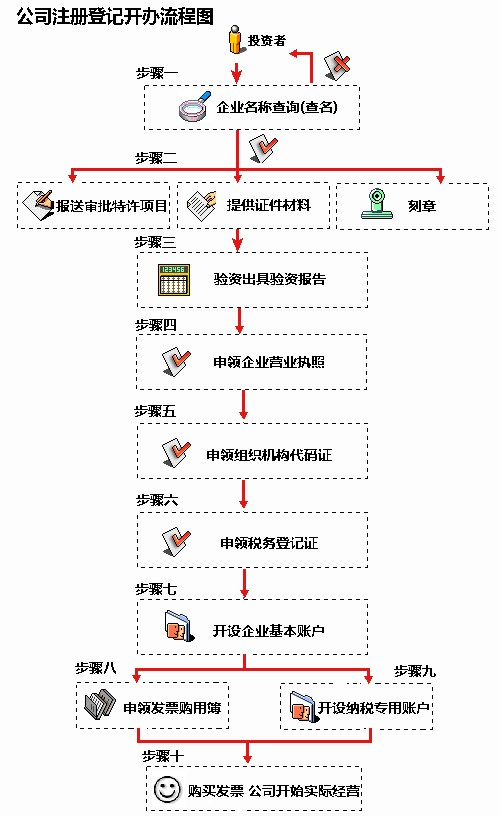 公司注册登记开办流程图
投资者
步骤一
企业名称查询(查名)
步骤二
报送审批特许项目
提供证件材料
刻章
步骤三
123456
验资出具验资报告
步骤四
申领企业营业执照
步骤五
申领组织机构代码证
步骤六
申领税务登记证
步骤七
开设企业基本账户
步骤八
步骤九
申领发票购用簿
开设纳税专用账户
步骤十
购买发票 公司开始实际经营